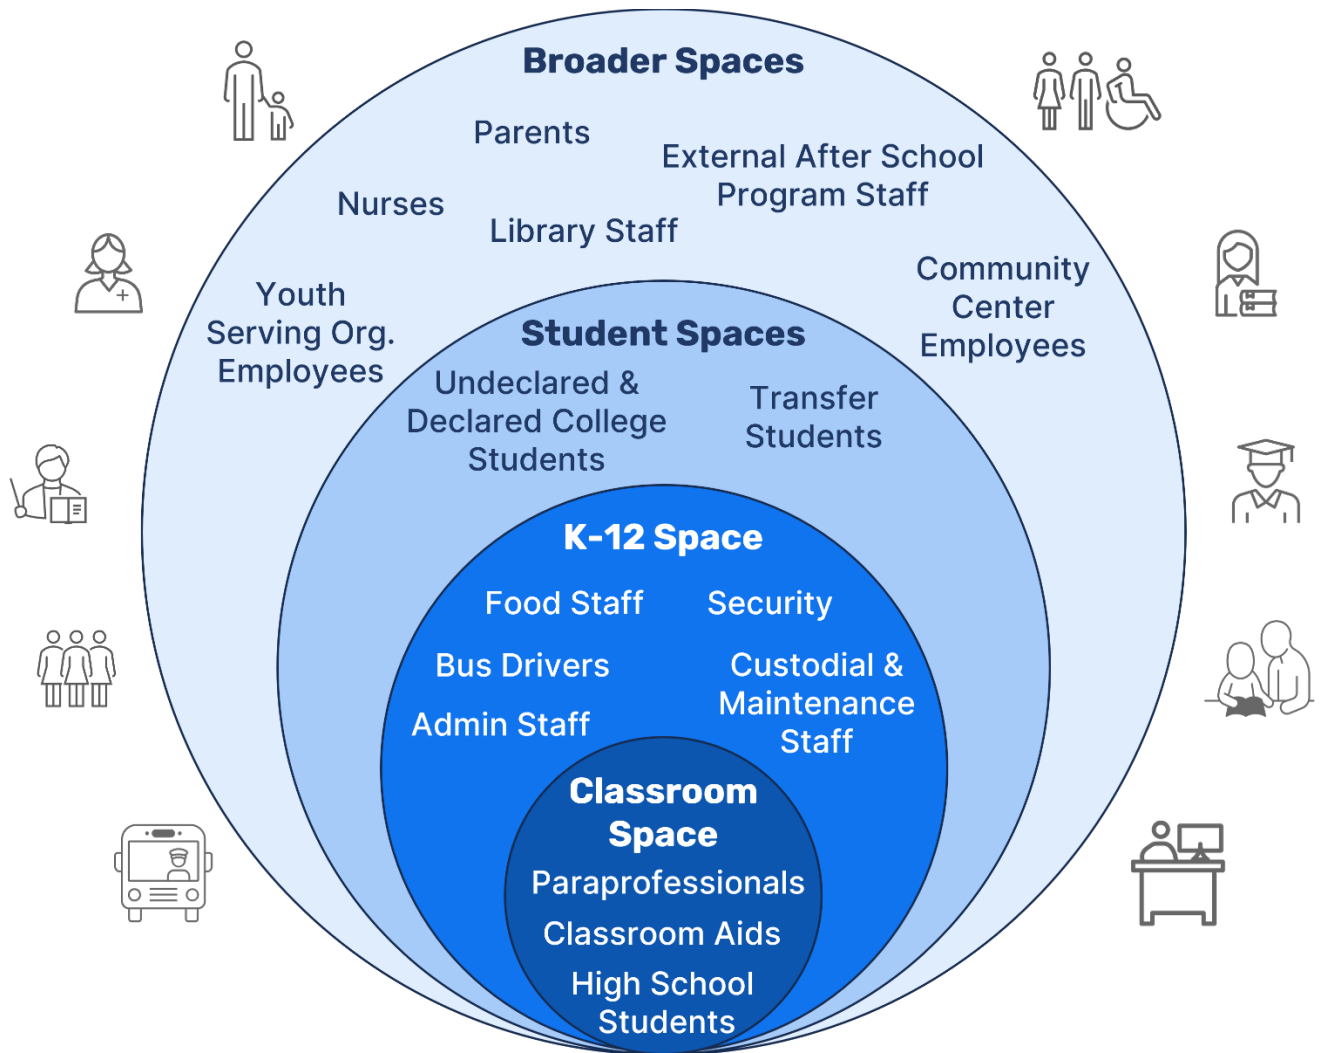 Broader Spaces
Parents
External After School
Program Staff
Nurses
Library Staff
Community
Center
Employees
Youth
Serving Org.
Employees
Student Spaces
Undeclared &
Declared College
Students
Transfer
Students
K-12 Space
Food Staff
Security
Bus Drivers
Custodial &
Maintenance
Staff
Admin Staff
Classroom
Space
Paraprofessionals
Classroom Aids
High School
Students